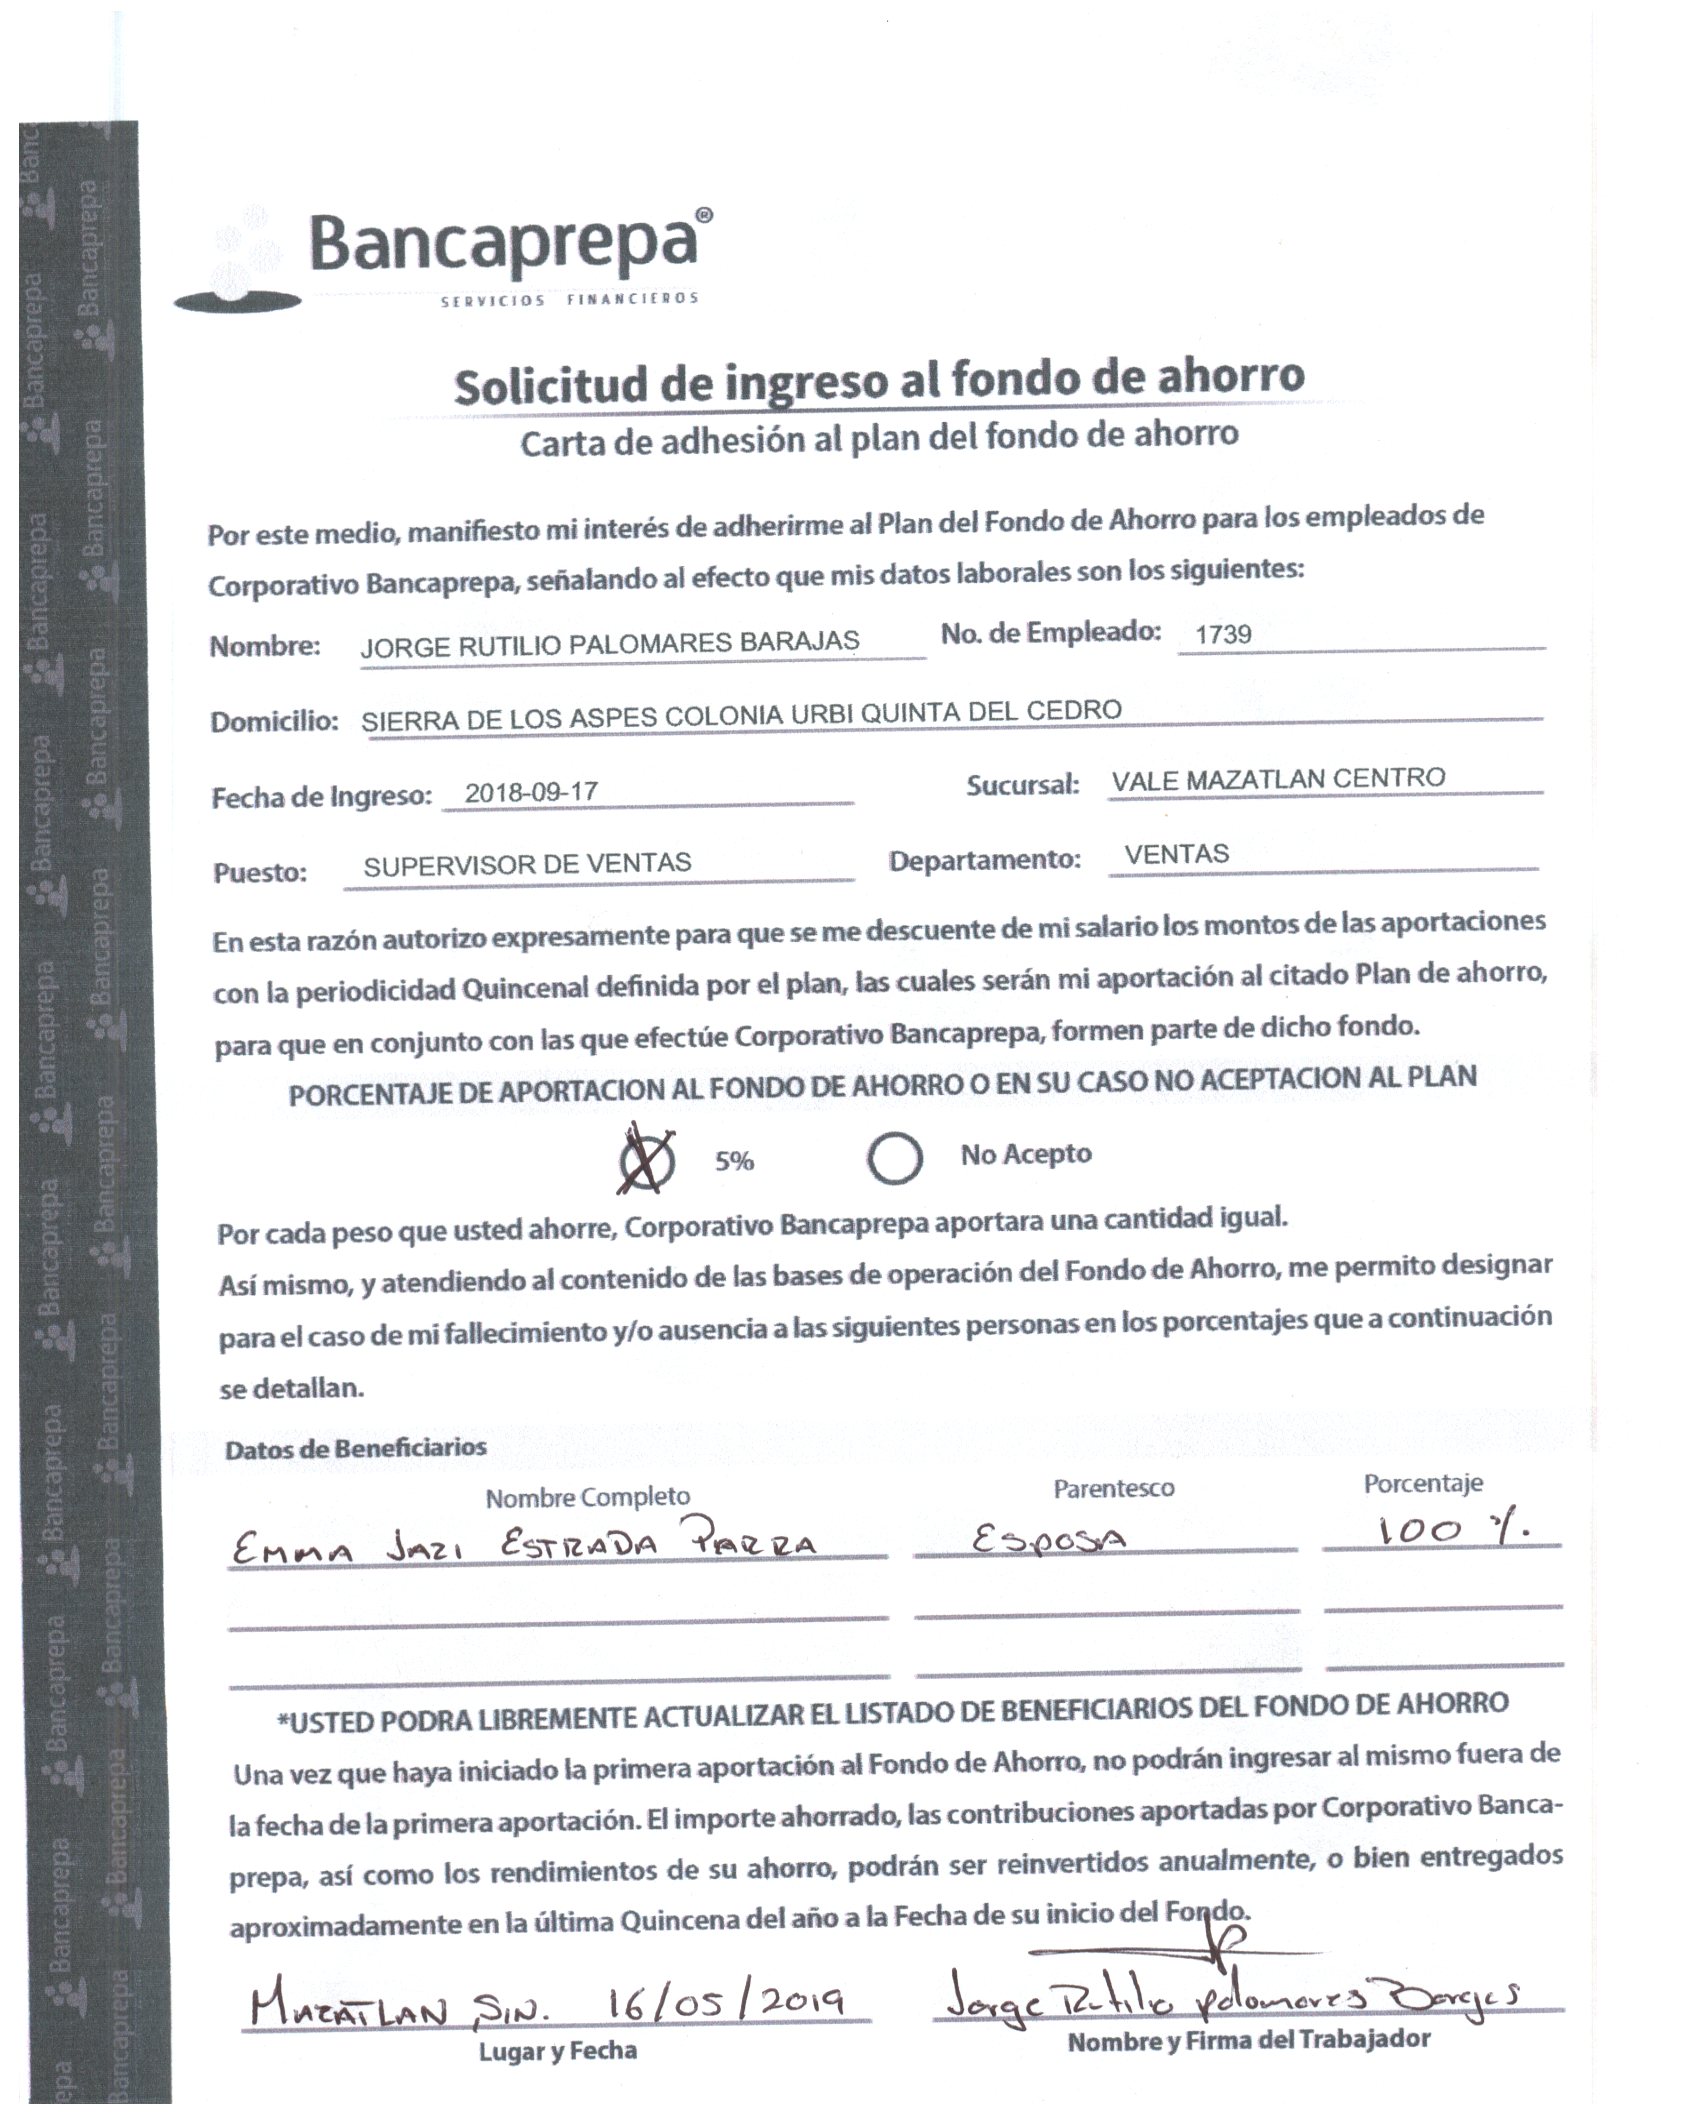 Bancaprepa®
SERVICIOS FINANCIEROS
Solicitud de ingreso al fondo de ahorro
Carta de adhesión al plan del fondo de ahorro
Por este medio, manifiesto mi interés de adherirme al Plan del Fondo de Ahorro para los empleados de
Corporativo Bancaprepa, señalando al efecto que mis datos laborales son los siguientes:
Nombre: JORGE RUTILIO PALOMARES BARAJAS No. de Empleado: 1739
Domicilio: SIERRA DE LOS ASPES COLONIA URBI QUINTA DEL CEDRO
Fecha de Ingreso: 2018-09-17 Sucursal: VALE MAZATLAN CENTRO
Puesto: SUPERVISOR DE VENTAS Departamento: VENTAS
En esta razón autorizo expresamente para que se me descuente de mi salario los montos de las aportaciones
con la periodicidad Quincenal definida por el plan, las cuales serán mi aportación al citado Plan de ahorro,
para que en conjunto con las que efectúe Corporativo Bancaprepa, formen parte de dicho fondo.
PORCENTAJE DE APORTACION AL FONDO DE AHORRO O EN SU CASO NO ACEPTACION AL PLAN
X 5% No Acepto
Por cada peso que usted ahorre, Corporativo Bancaprepa aportara una cantidad igual.
Así mismo, y atendiendo al contenido de las bases de operación del Fondo de Ahorro, me permito designar
para el caso de mi fallecimiento y/o ausencia a las siguientes personas en los porcentajes que a continuación
se detallan.
Datos de Beneficiarios
Nombre Completo Parentesco Porcentaje
EMMA JAZI ESTRADA PARRA ESPOSA 100 %.
*USTED PODRA LIBREMENTE ACTUALIZAR EL LISTADO DE BENEFICIARIOS DEL FONDO DE AHORRO
Una vez que haya iniciado la primera aportación al Fondo de Ahorro, no podrán ingresar al mismo fuera de
la fecha de la primera aportación. El importe ahorrado, las contribuciones aportadas por Corporativo Banca-
prepa, así como los rendimientos de su ahorro, podrán ser reinvertidos anualmente, o bien entregados
aproximadamente en la última Quincena del año a la Fecha de su inicio del Fondo.
MAZATLAN SIN. 16/05/2019 Jorge Rutilio Palomares Barajas
Lugar y Fecha Nombre y Firma del Trabajador